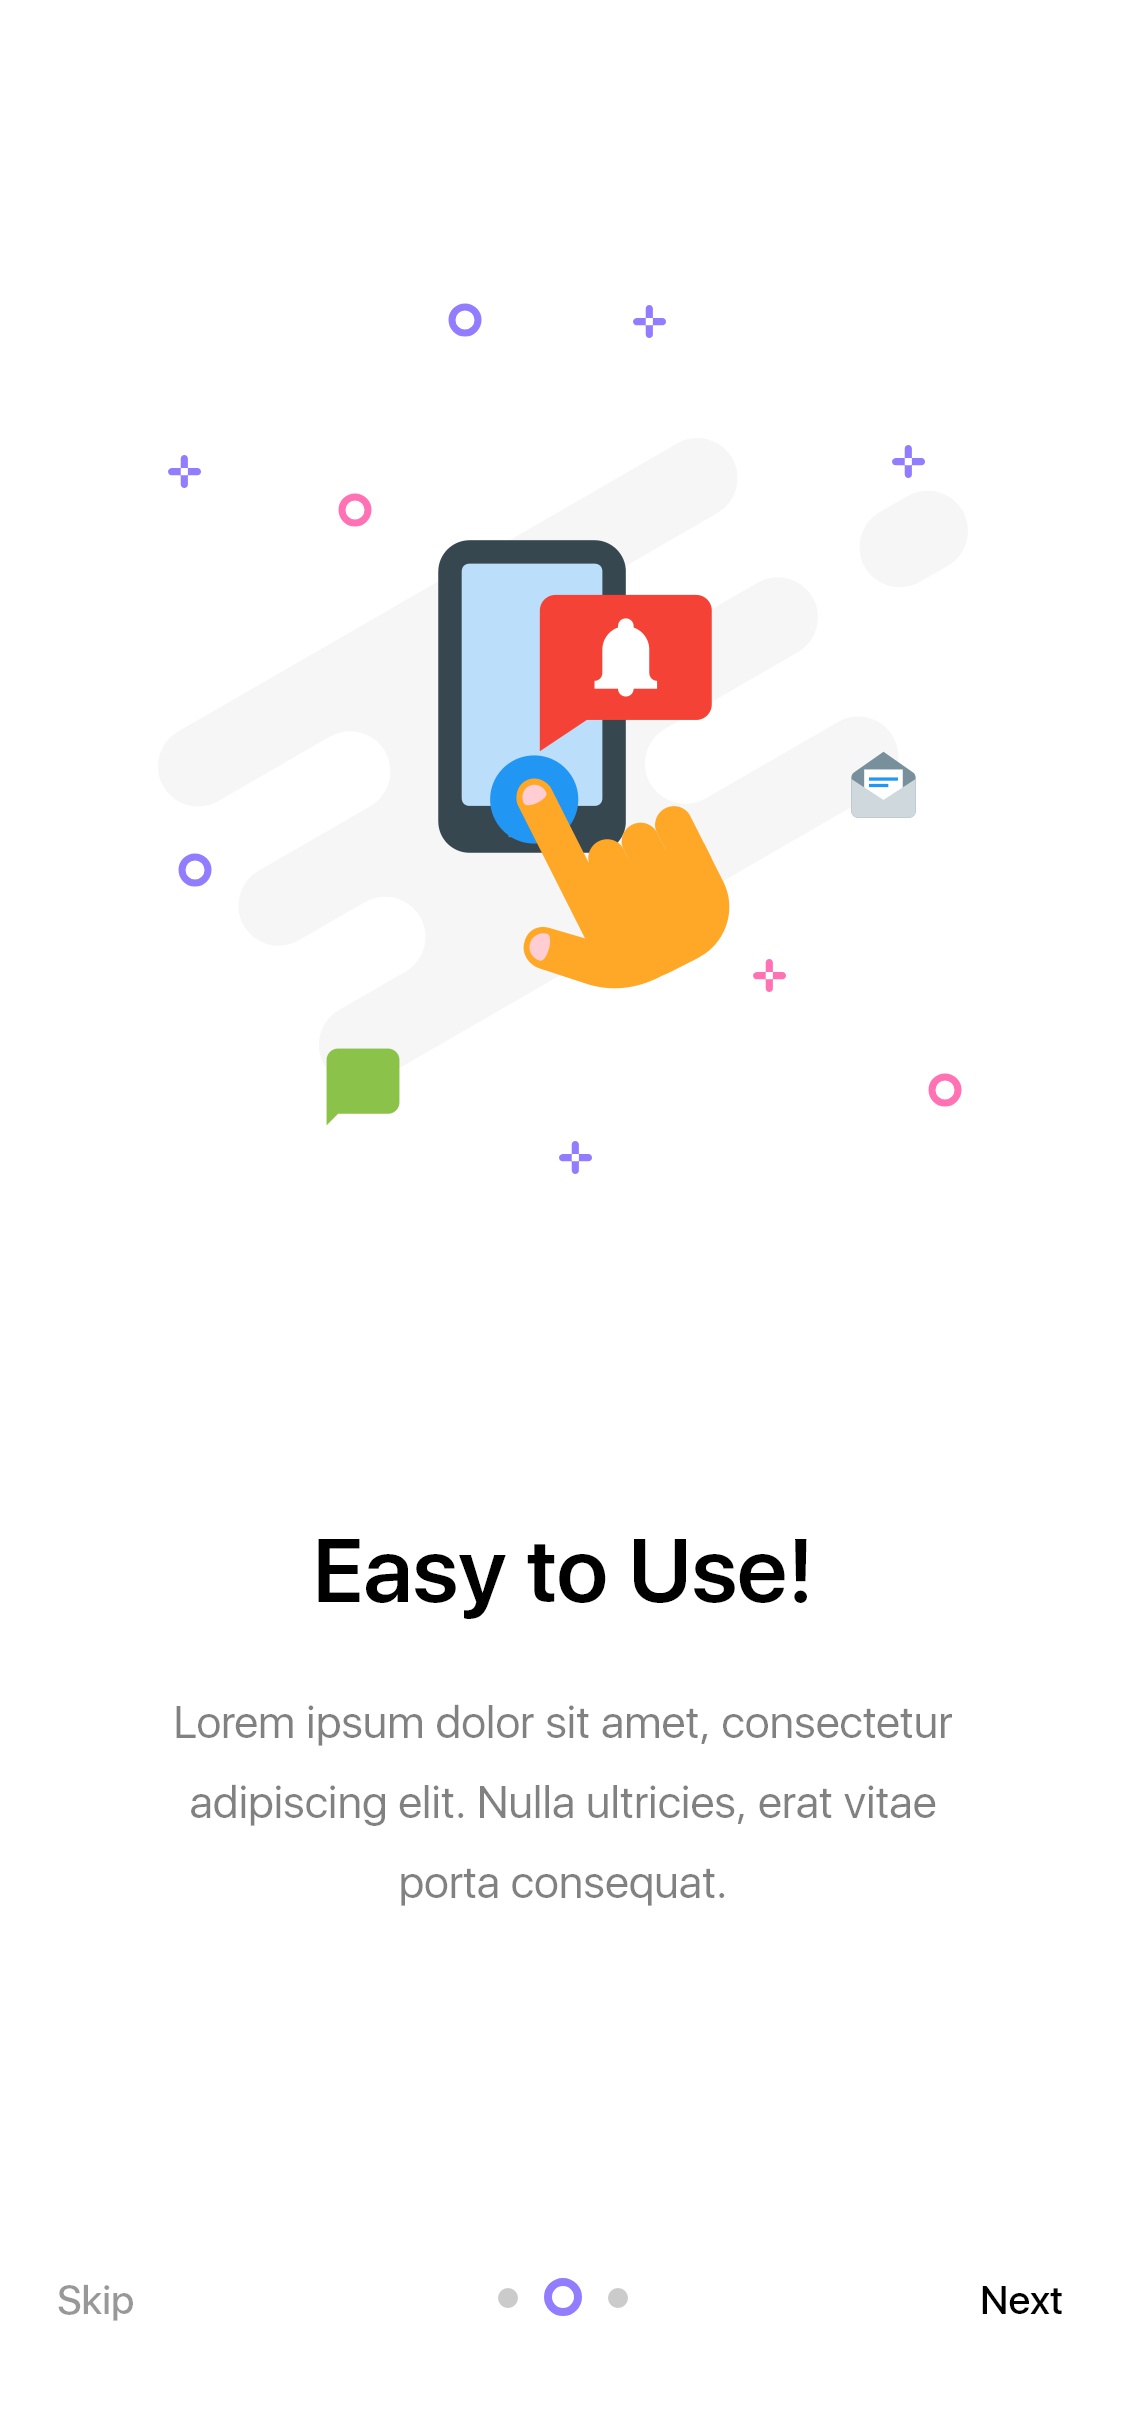 Easy to Use!
Lorem ipsum dolor sit amet, consectetur
adipiscing elit. Nulla ultricies, erat vitae
porta consequat.
Skip
Next